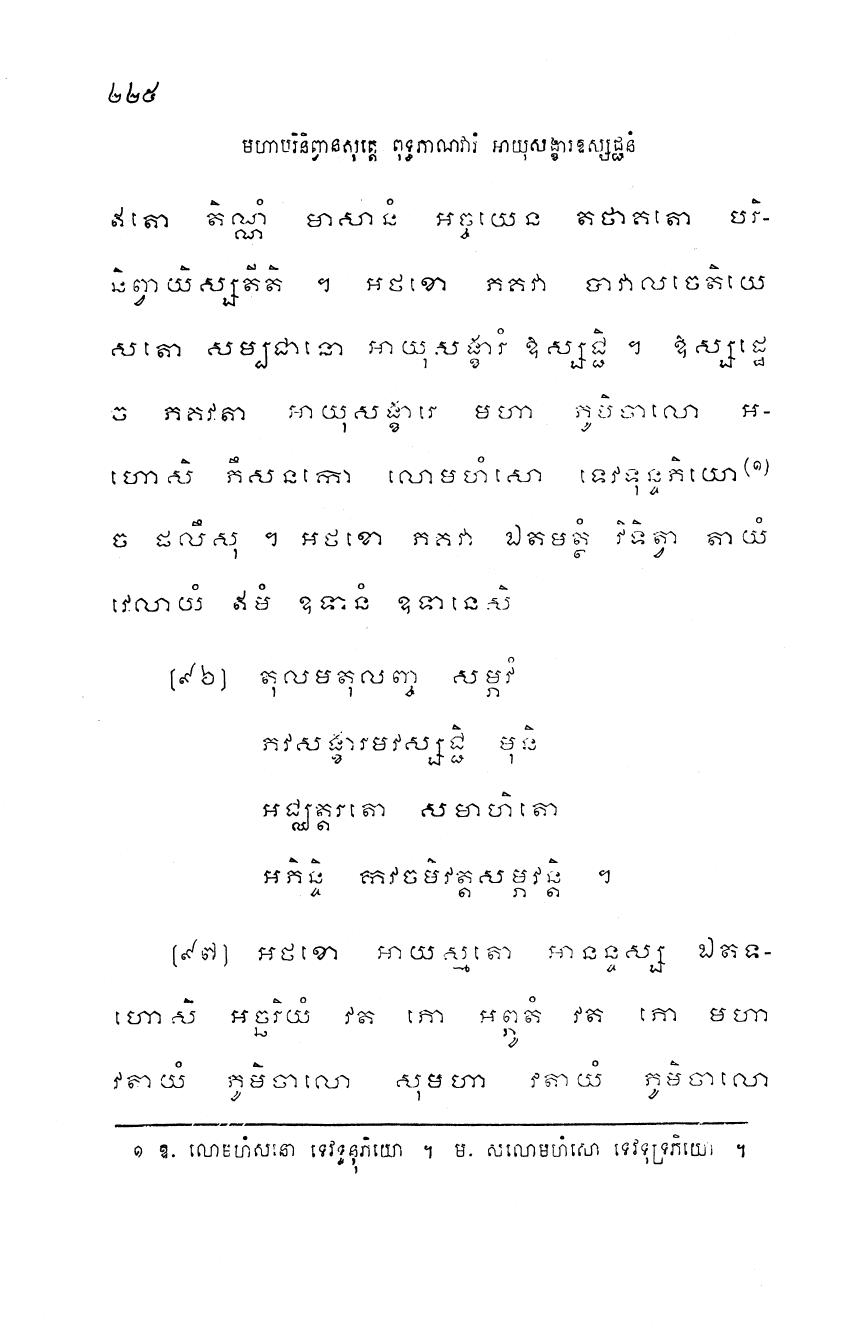 ២២៥
មហាបរិនិព្វានសុត្តេ ពុទ្ធភាណវារំ អាយុសង្ខារឧស្សជ្ជនំ
ឥតោ តិណ្ណំ មាសានំ អច្ចយេន តថាគតោ បរិ-
និព្វាយិស្សតីតិ ។ អថខោ ភគវា បាវាលចេតិយេ
សតោ សម្បជានោ អាយុសង្ខារំ ឱស្សជ្ជិ ។ ឱស្សដ្ឋេ
ច ភគវតា អាយុសង្ខារេ មហា ភូមិចាលោ អ-
ហោសិ ភឹសនកោ លោមហំសោ ទេវទុន្ទភិយោ(១)
ច ផលឹសុ ។ អថខោ ភគវា ឯតមត្ថំ វិទិត្វា តាយំ
វេលាយំ ឥមំ ឧទានំ ឧទានេសិ
[៩៦] តុលមតុលញ្ច សម្ភវំ
ភវសង្ខារមវស្សជ្ជិ មុនិ
អជ្ឈត្តរតោ សមាហិតោ
អភិន្ទិ កវចមិវត្តសម្ភវន្តិ ។
[៩៧] អថខោ អាយស្មតោ អានន្ទស្ស ឯតទ-
ហោសិ អច្ឆរិយំ វត ភោ អព្ភូតំ វត ភោ មហា
វតាយំ ភូមិចាលោ សុមហា វតាយំ ភូមិចាលោ
១ ឱ. លោមហំសនោ ទេវទុន្ទុភិយោ ។ ម. សលោមហំសោ ទេវទុទ្រភិយោ ។